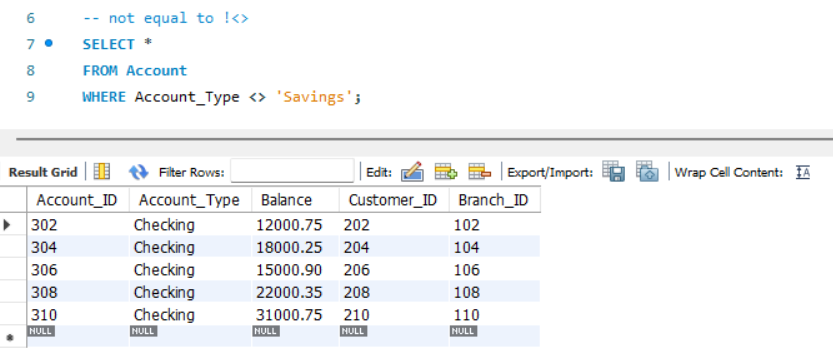 6 -- not equal to !<>
7 SELECT *
8 FROM Account
9 WHERE Account_Type <> 'Savings';
Result Grid Filter Rows: Edit: Export/Import: Wrap Cell Content: IA
Account_ID Account_Type Balance Customer_ID Branch_ID
302 Checking 12000.75 202 102
304 Checking 18000.25 204 104
306 Checking 15000.90 206 106
308 Checking 22000.35 208 108
310 Checking 31000.75 210 110
NULL NULL NULL NULL NULL